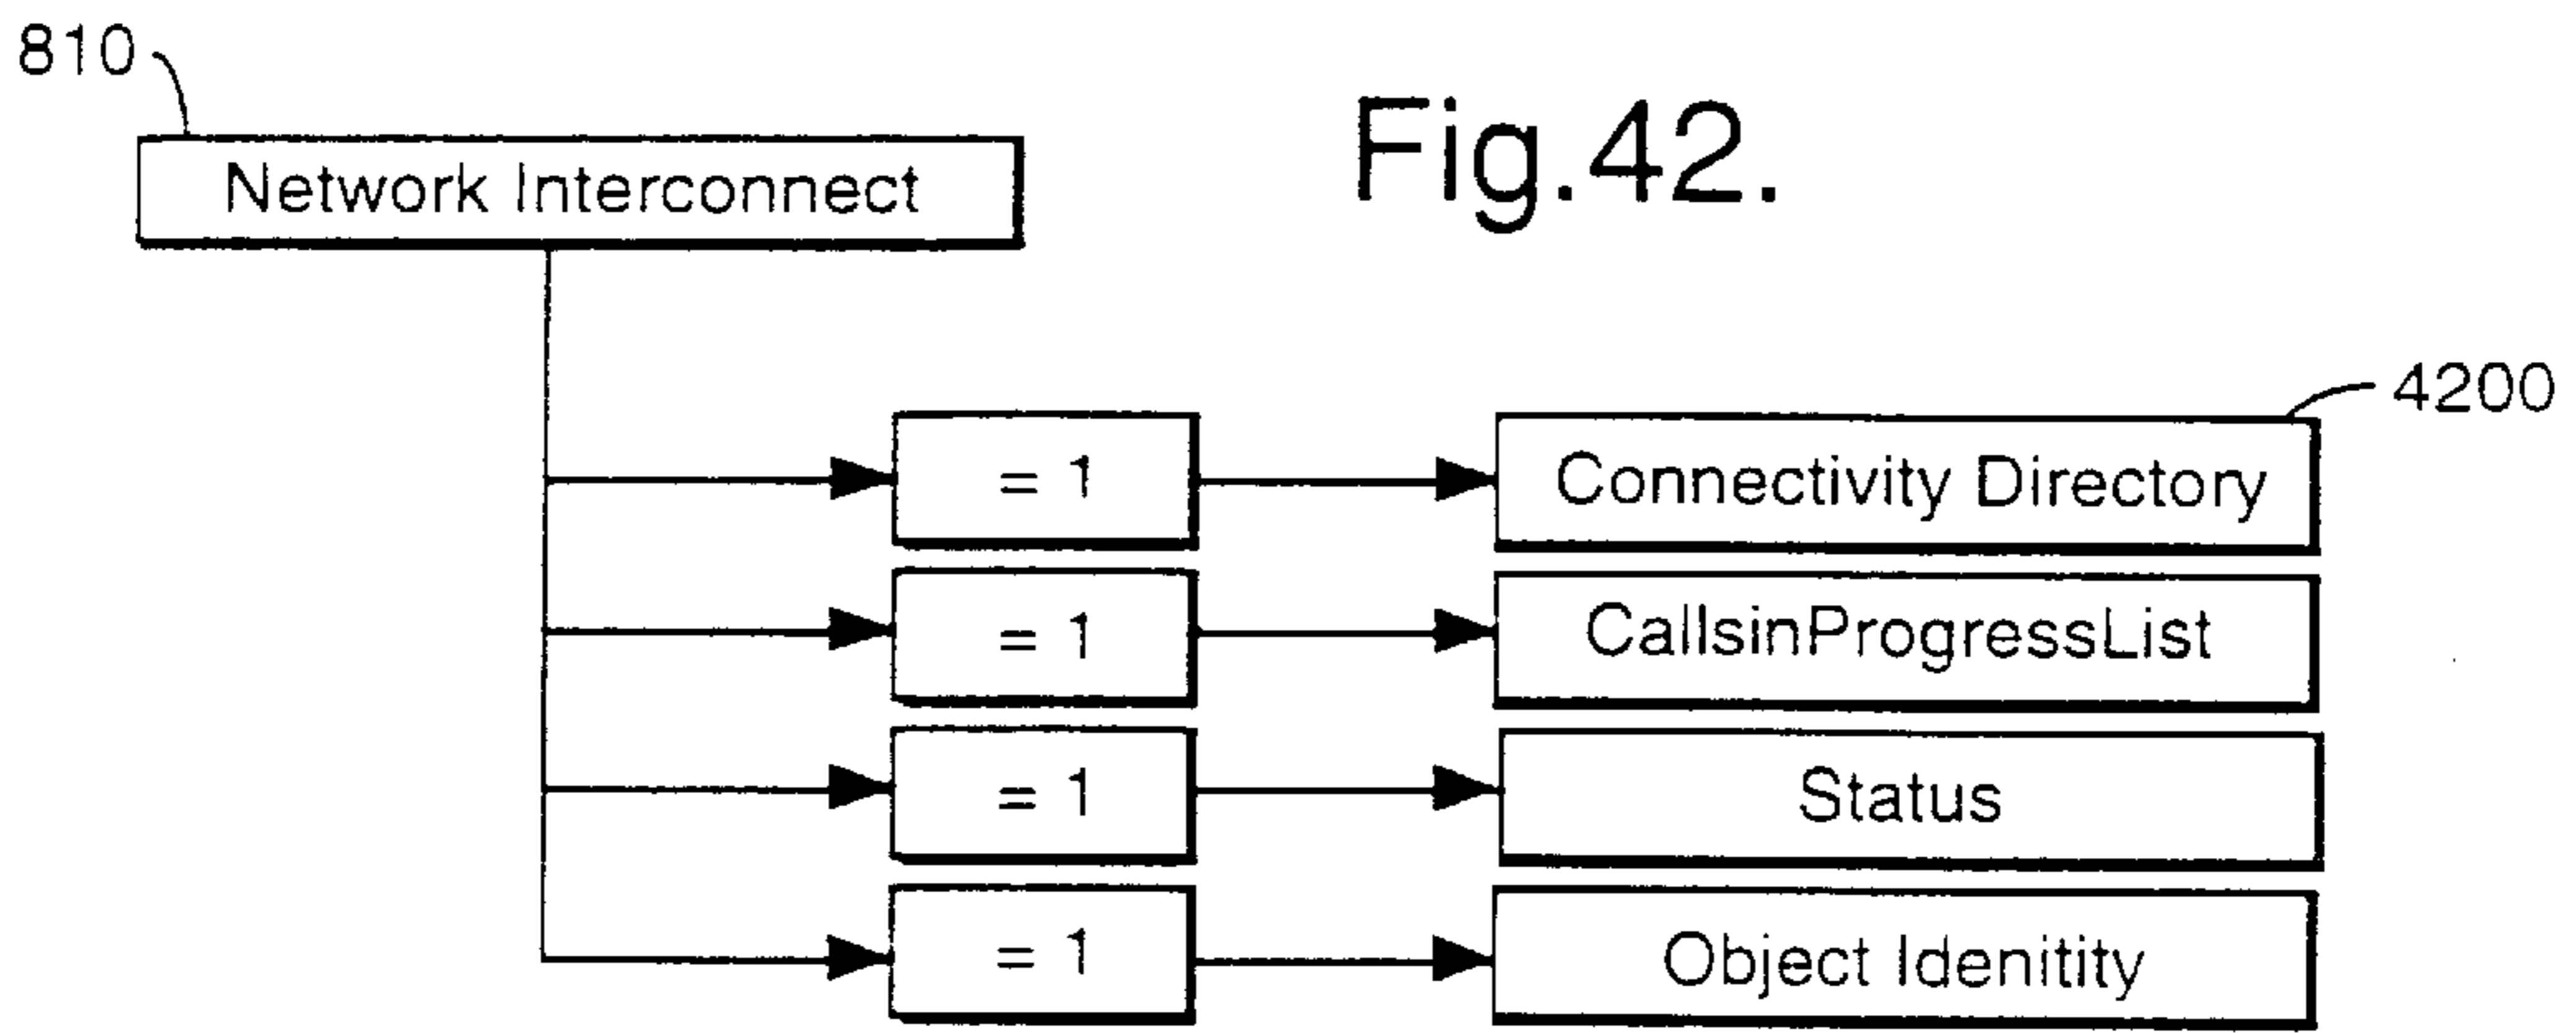 810
Fig.42.
Network Interconnect
4200
= 1
Connectivity Directory
= 1
CallsinProgressList
= 1
Status
= 1
Object Idenitity